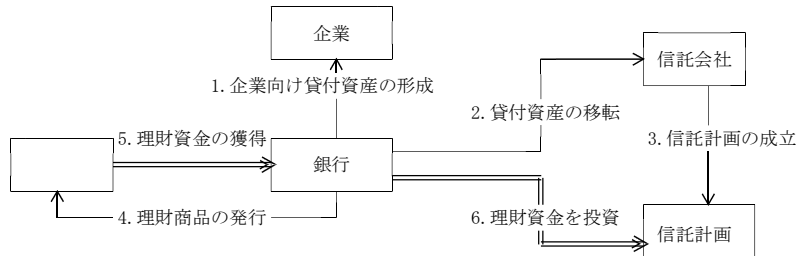 企業
信託会社
1.企業向け貸付資産の形成
2.貸付資産の移転
5.理財資金の獲得
3.信託計画の成立
銀行
4.理財商品の発行
6.理財資金を投資
信託計画